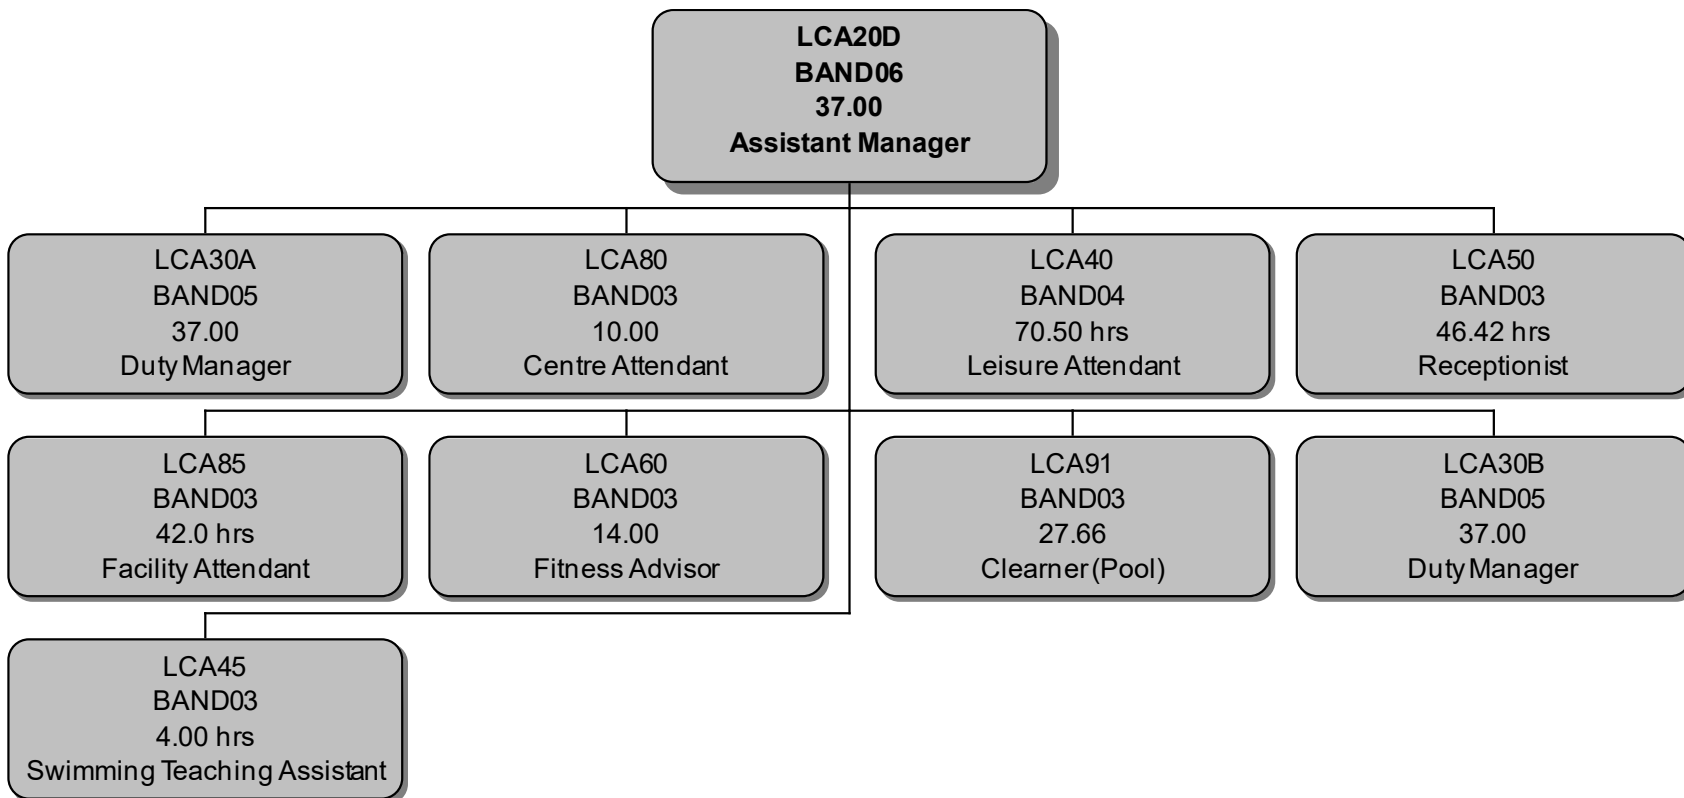 LCA20D
BAND06
37.00
Assistant Manager
LCA30A
BAND05
37.00
Duty Manager
LCA80
BAND03
10.00
Centre Attendant
LCA40
BAND04
70.50 hrs
Leisure Attendant
LCA50
BAND03
46.42 hrs
Receptionist
LCA85
BAND03
42.0 hrs
Facility Attendant
LCA60
BAND03
14.00
Fitness Advisor
LCA91
BAND03
27.66
Clearner (Pool)
LCA30B
BAND05
37.00
Duty Manager
LCA45
BAND03
4.00 hrs
Swimming Teaching Assistant